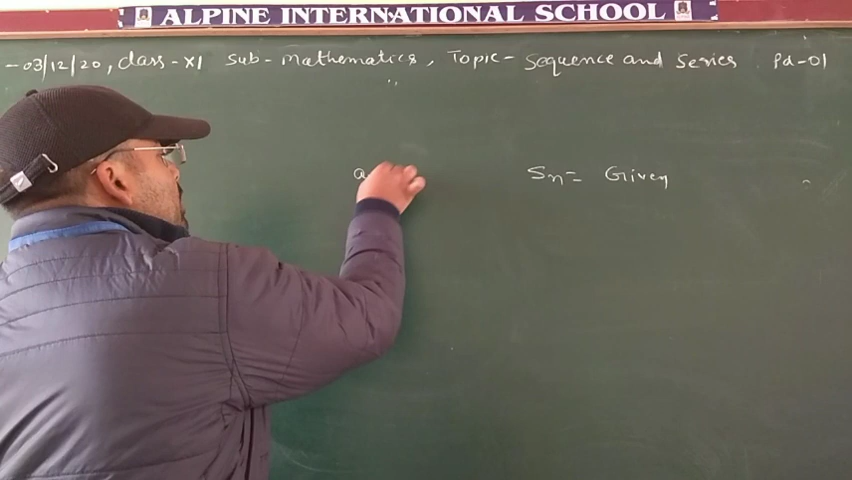 ALPINE INTERNATIONAL SCHOOL
-03/12/20, Class-XI Sub-Mathematics, Topic- Sequence and Series Pd-01
a Sn= Given